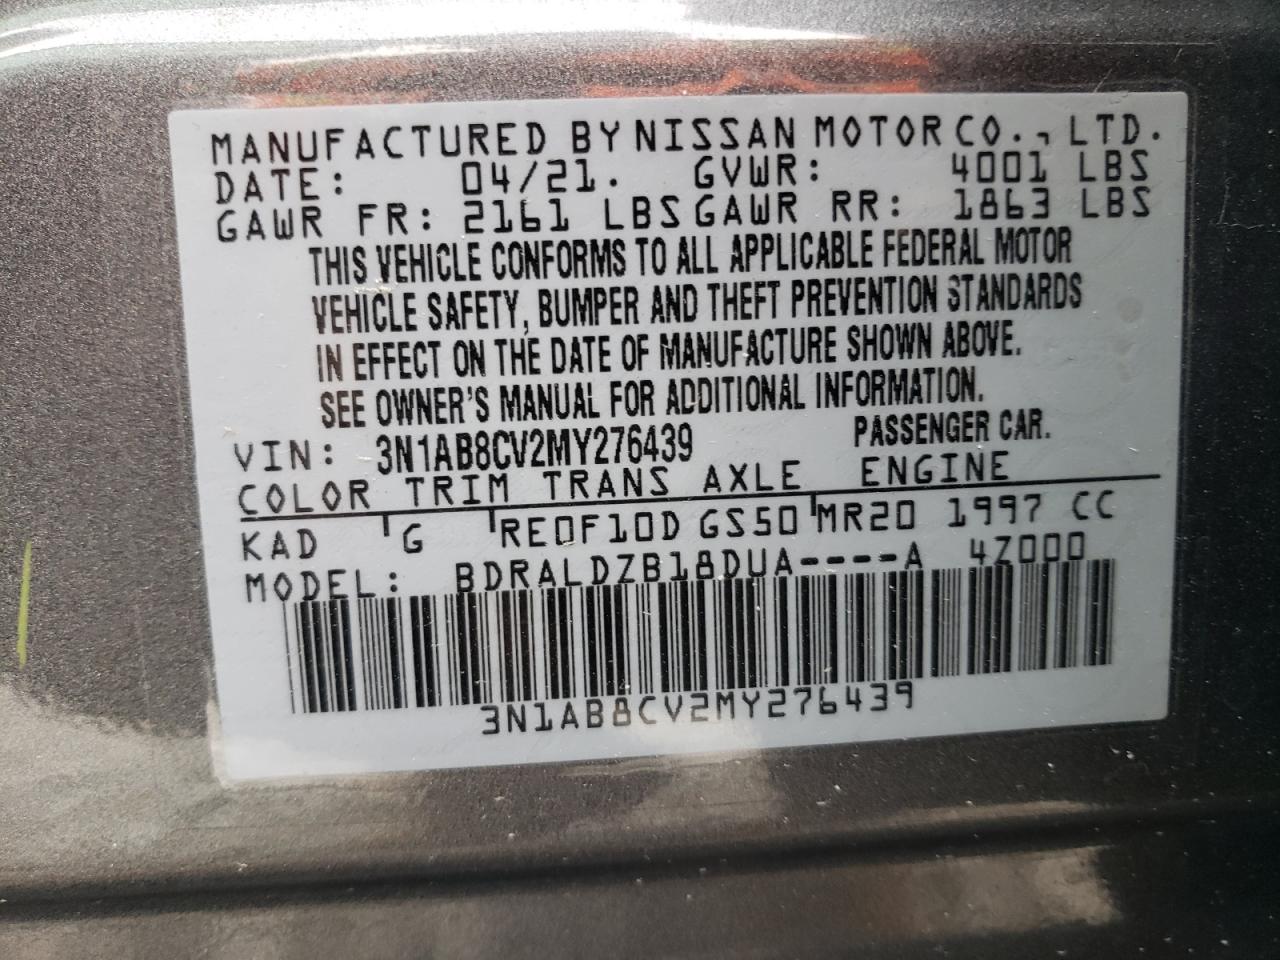 MANUFACTURED BY NISSAN MOTOR CO., LTD.
DATE: 04/21. GVWR: 4001 LBS
GAWR FR: 2161 LBS GAWR RR: 1863 LBS
THIS VEHICLE CONFORMS TO ALL APPLICABLE FEDERAL MOTOR
VEHICLE SAFETY, BUMPER AND THEFT PREVENTION STANDARDS
IN EFFECT ON THE DATE OF MANUFACTURE SHOWN ABOVE.
SEE OWNER'S MANUAL FOR ADDITIONAL INFORMATION.
VIN: 3N1AB8CV2MY276439 PASSENGER CAR.
COLOR TRIM TRANS AXLE ENGINE
KAD G RE0F10D GS50 MR20 1997 CC
MODEL: BDRALDZB18DUA----A 4Z000
3N1AB8CV2MY276439